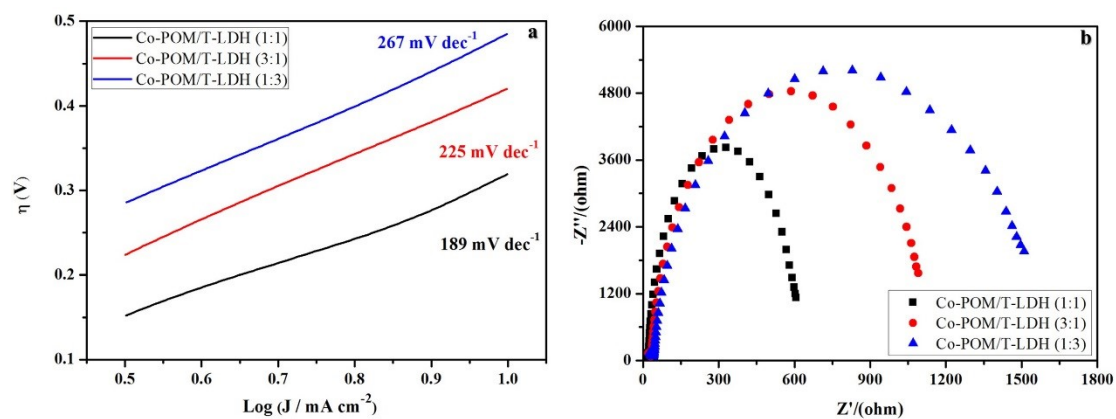 0.5
0.4
0.3
0.2
0.1
η (V)
Co-POM/T-LDH (1:1)
Co-POM/T-LDH (3:1)
Co-POM/T-LDH (1:3)
a
267 mV dec⁻¹
225 mV dec⁻¹
189 mV dec⁻¹
0.5 0.6 0.7 0.8 0.9 1.0
Log (J / mA cm⁻²)
6000
4800
3600
2400
1200
0
-Z''/(ohm)
b
Co-POM/T-LDH (1:1)
Co-POM/T-LDH (3:1)
Co-POM/T-LDH (1:3)
0 300 600 900 1200 1500 1800
Z'/(ohm)